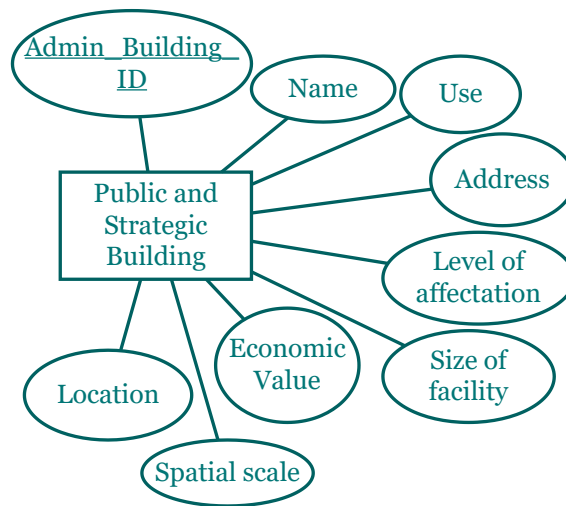 Admin_Building_
ID
Name
Use
Public and
Strategic
Building
Address
Level of
affectation
Economic
Value
Size of
facility
Location
Spatial scale